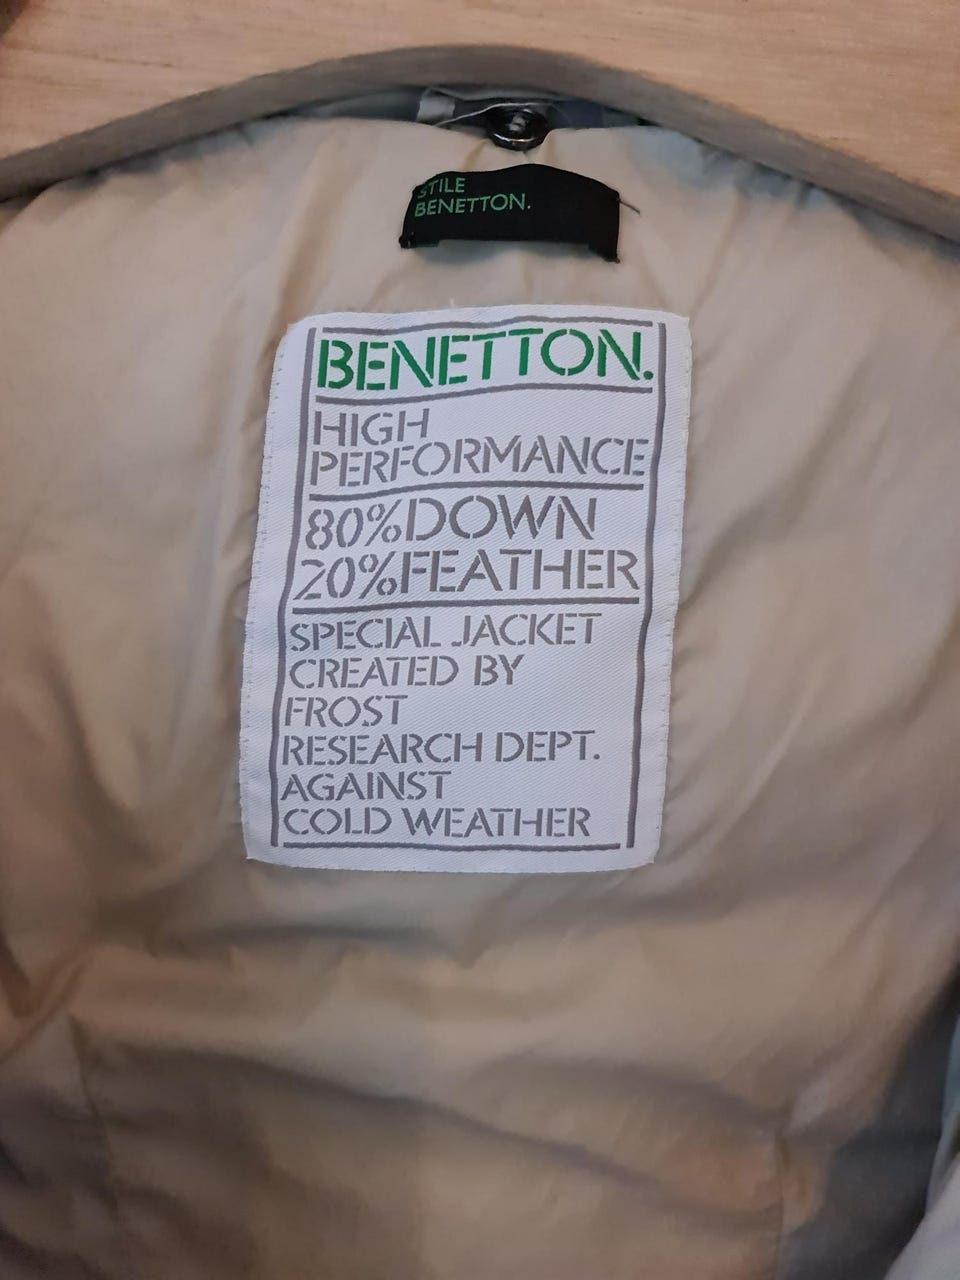 STILE
BENETTON.
BENETTON.
HIGH
PERFORMANCE
80%DOWN
20%FEATHER
SPECIAL JACKET
CREATED BY
FROST
RESEARCH DEPT.
AGAINST
COLD WEATHER